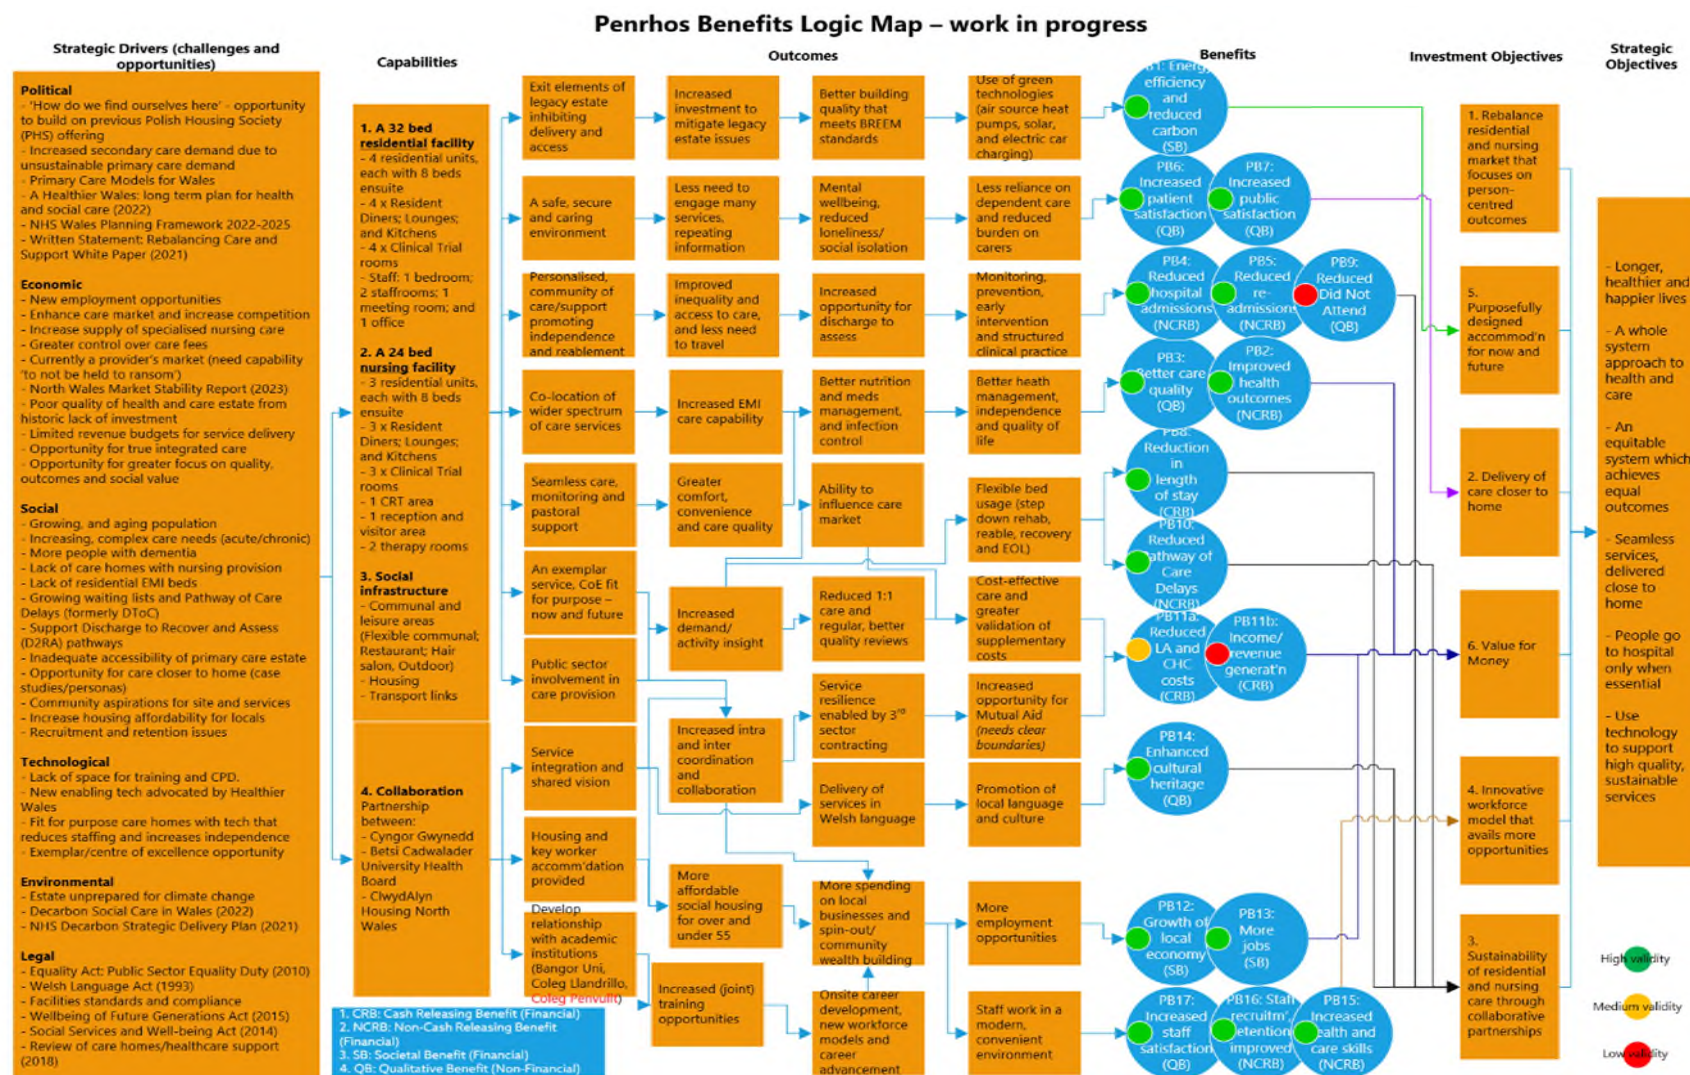 Penrhos Benefits Logic Map – work in progress
Strategic Drivers (challenges and
opportunities)
Capabilities
Outcomes
Benefits
Investment Objectives
Strategic
Objectives
Political
- 'How do we find ourselves here' - opportunity
to build on previous Polish Housing Society
(PHS) offering
- Increased secondary care demand due to
unsustainable primary care demand
- Primary Care Models for Wales
- A Healthier Wales: long term plan for health
and social care (2022)
- NHS Wales Planning Framework 2022-2025
- Written Statement: Rebalancing Care and
Support White Paper (2021)
Economic
- New employment opportunities
- Enhance care market and increase competition
- Increase supply of specialised nursing care
- Greater control over care fees
- Currently a provider's market (need capability
'to not be held to ransom')
- North Wales Market Stability Report (2023)
- Poor quality of health and care estate from
historic lack of investment
- Limited revenue budgets for service delivery
- Opportunity for true integrated care
- Opportunity for greater focus on quality,
outcomes and social value
Social
- Growing, and aging population
- Increasing, complex care needs (acute/chronic)
- More people with dementia
- Lack of care homes with nursing provision
- Lack of residential EMI beds
- Growing waiting lists and Pathway of Care
Delays (formerly DToC)
- Support Discharge to Recover and Assess
(D2RA) pathways
- Inadequate accessibility of primary care estate
- Opportunity for care closer to home (case
studies/personas)
- Community aspirations for site and services
- Increase housing affordability for locals
- Recruitment and retention issues
Technological
- Lack of space for training and CPD.
- New enabling tech advocated by Healthier
Wales
- Fit for purpose care homes with tech that
reduces staffing and increases independence
- Exemplar/centre of excellence opportunity
Environmental
- Estate unprepared for climate change
- Decarbon Social Care in Wales (2022)
- NHS Decarbon Strategic Delivery Plan (2021)
Legal
- Equality Act: Public Sector Equality Duty (2010)
- Welsh Language Act (1993)
- Facilities standards and compliance
- Wellbeing of Future Generations Act (2015)
- Social Services and Well-being Act (2014)
- Review of care homes/healthcare support
(2018)
1. A 32 bed
residential facility
- 4 residential units,
each with 8 beds
ensuite
- 4 x Resident
Diners; Lounges;
and Kitchens
- 4 x Clinical Trial
rooms
- Staff: 1 bedroom;
2 staffrooms; 1
meeting room; and
1 office
2. A 24 bed
nursing facility
- 3 residential units,
each with 8 beds
ensuite
- 3 x Resident
Diners; Lounges;
and Kitchens
- 3 x Clinical Trial
rooms
- 1 CRT area
- 1 reception and
visitor area
- 2 therapy rooms
3. Social
infrastructure
- Communal and
leisure areas
(Flexible communal;
Restaurant; Hair
salon, Outdoor)
- Housing
- Transport links
4. Collaboration
Partnership
between:
- Cyngor Gwynedd
- Betsi Cadwalader
University Health
Board
- ClwydAlyn
Housing North
Wales
Exit elements of
legacy estate
inhibiting
delivery and
access
Increased
investment to
mitigate legacy
estate issues
Better building
quality that
meets BREEM
standards
Use of green
technologies
(air source heat
pumps, solar,
and electric car
charging)
A safe, secure
and caring
environment
Less need to
engage many
services,
repeating
information
Mental
wellbeing,
reduced
loneliness/
social isolation
Less reliance on
dependent care
and reduced
burden on
carers
Personalised,
community of
care/support
promoting
independence
and reablement
Improved
inequality and
access to care,
and less need
to travel
Increased
opportunity for
discharge to
assess
Monitoring,
prevention,
early
intervention
and structured
clinical practice
Co-location of
wider spectrum
of care services
Increased EMI
care capability
Better nutrition
and meds
management,
and infection
control
Better heath
management,
independence
and quality of
life
Seamless care,
monitoring and
pastoral
support
Greater
comfort,
convenience
and care quality
Ability to
influence care
market
Flexible bed
usage (step
down rehab,
reable, recovery
and EOL)
An exemplar
service, CoE fit
for purpose –
now and future
Increased
demand/
activity insight
Reduced 1:1
care and
regular, better
quality reviews
Cost-effective
care and
greater
validation of
supplementary
costs
Public sector
involvement in
care provision
Increased intra
and inter
coordination
and
collaboration
Service
resilience
enabled by 3rd
sector
contracting
Increased
opportunity for
Mutual Aid
(needs clear
boundaries)
Service
integration and
shared vision
Delivery of
services in
Welsh language
Promotion of
local language
and culture
Housing and
key worker
accomm'dation
provided
More
affordable
social housing
for over and
under 55
More spending
on local
businesses and
spin-out/
community
wealth building
More
employment
opportunities
Develop
relationship
with academic
institutions
(Bangor Uni,
Coleg Llandrillo,
Coleg Penvullt)
Increased (joint)
training
opportunities
Onsite career
development,
new workforce
models and
career
advancement
Staff work in a
modern,
convenient
environment
1. CRB: Cash Releasing Benefit (Financial)
2. NCRB: Non-Cash Releasing Benefit
(Financial)
3. SB: Societal Benefit (Financial)
4. QB: Qualitative Benefit (Non-Financial)
PB1: Energy
efficiency
and
reduced
carbon
(SB)
PB6:
Increased
patient
satisfaction
(QB)
PB7:
Increased
public
satisfaction
(QB)
PB4:
Reduced
hospital
admissions
(NCRB)
PB5:
Reduced
re-
admissions
(NCRB)
PB9:
Reduced
Did Not
Attend
(QB)
PB3:
Better care
quality
(QB)
PB2:
Improved
health
outcomes
(NCRB)
PB8:
Reduction
in
length
of stay
(CRB)
PB10:
Reduced
Pathway of
Care
Delays
(NCRB)
PB11a:
Reduced
LA and
CHC
costs
(CRB)
PB11b:
Income/
revenue
generat'n
(CRB)
PB14:
Enhanced
cultural
heritage
(QB)
PB12:
Growth of
local
economy
(SB)
PB13:
More
jobs
(SB)
PB17:
Increased
staff
satisfaction
(QB)
PB16: Staff
recruitm',
retention
improved
(NCRB)
PB15:
Increased
health and
care skills
(NCRB)
1. Rebalance
residential
and nursing
market that
focuses on
person-
centred
outcomes
5.
Purposefully
designed
accommod'n
for now and
future
2. Delivery of
care closer to
home
6. Value for
Money
4. Innovative
workforce
model that
avails more
opportunities
3.
Sustainability
of residential
and nursing
care through
collaborative
partnerships
- Longer,
healthier and
happier lives
- A whole
system
approach to
health and
care
- An
equitable
system which
achieves
equal
outcomes
- Seamless
services,
delivered
close to
home
- People go
to hospital
only when
essential
- Use
technology
to support
high quality,
sustainable
services
High validity
Medium validity
Low validity